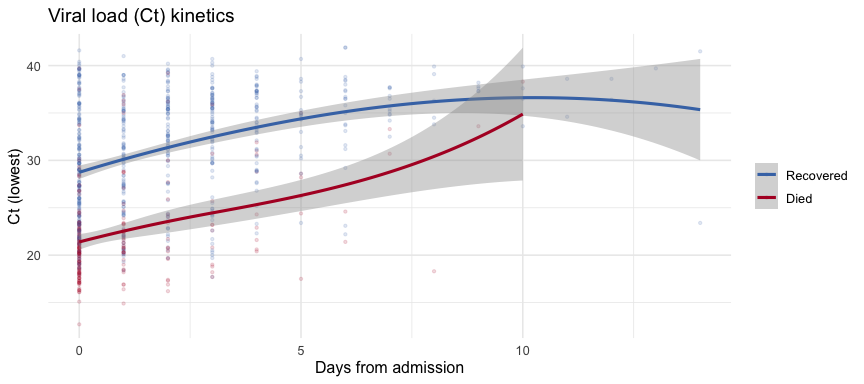 Viral load (Ct) kinetics
40
30
20
Ct (lowest)
0
5
10
Days from admission
Recovered
Died